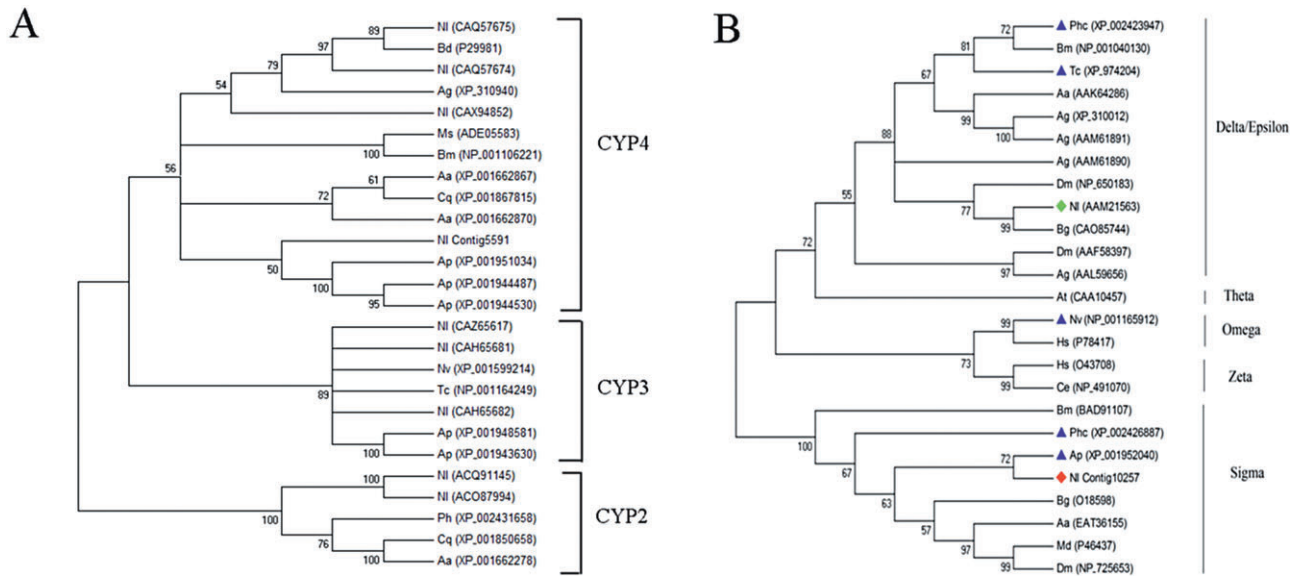 A
Nl (CAQ57675)
89
Bd (P29981)
97
Nl (CAQ57674)
79
Ag (XP_310940)
54
Nl (CAX94852)
Ms (ADE05583)
100
Bm (NP_001106221)
56
Aa (XP_001662867)
61
Cq (XP_001867815)
72
Aa (XP_001662870)
Nl Contig5591
50
Ap (XP_001951034)
100
Ap (XP_001944487)
95
Ap (XP_001944530)
CYP4
Nl (CAZ65617)
Nl (CAH65681)
Nv (XP_001599214)
89
Tc (NP_001164249)
Nl (CAH65682)
Ap (XP_001948581)
100
Ap (XP_001943630)
CYP3
Nl (ACQ91145)
100
Nl (ACO87994)
100
Ph (XP_002431658)
76
Cq (XP_001850658)
100
Aa (XP_001662278)
CYP2
B
Phc (XP_002423947)
72
Bm (NP_001040130)
81
Tc (XP_974204)
67
Aa (AAK64286)
99
Ag (XP_310012)
100
Ag (AAM61891)
88
Ag (AAM61890)
Dm (NP_650183)
77
Nl (AAM21563)
99
Bg (CAO85744)
55
Dm (AAF58397)
97
Ag (AAL59656)
Delta/Epsilon
72
At (CAA10457)
Theta
Nv (NP_001165912)
99
Hs (P78417)
Omega
73
Hs (O43708)
99
Ce (NP_491070)
Zeta
Bm (BAD91107)
100
Phc (XP_002426887)
67
Ap (XP_001952040)
72
Nl Contig10257
63
Bg (O18598)
57
Aa (EAT36155)
97
Md (P46437)
99
Dm (NP_725653)
Sigma